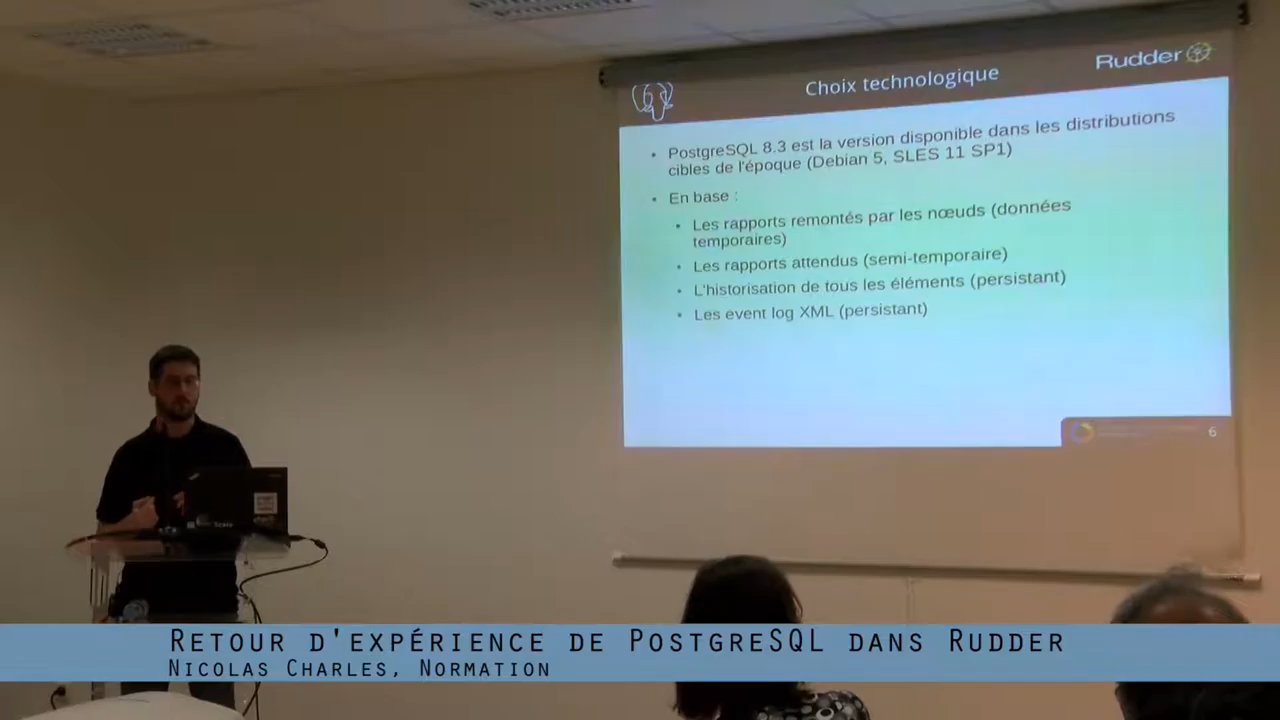 Choix technologique
Rudder
PostgreSQL 8.3 est la version disponible dans les distributions
cibles de l'époque (Debian 5, SLES 11 SP1)
En base :
Les rapports remontés par les nœuds (données
temporaires)
Les rapports attendus (semi-temporaire)
L'historisation de tous les éléments (persistant)
Les event log XML (persistant)
6
RETOUR D'EXPÉRIENCE DE POSTGRESQL DANS RUDDER
NICOLAS CHARLES, NORMATION